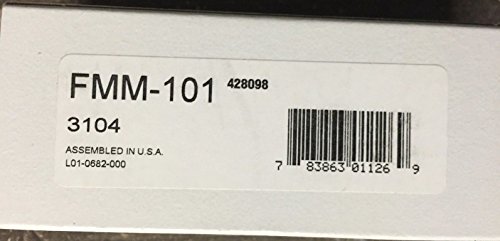 FMM-101 428098
3104
ASSEMBLED IN U.S.A.
L01-0682-000
7 83863 01126 9